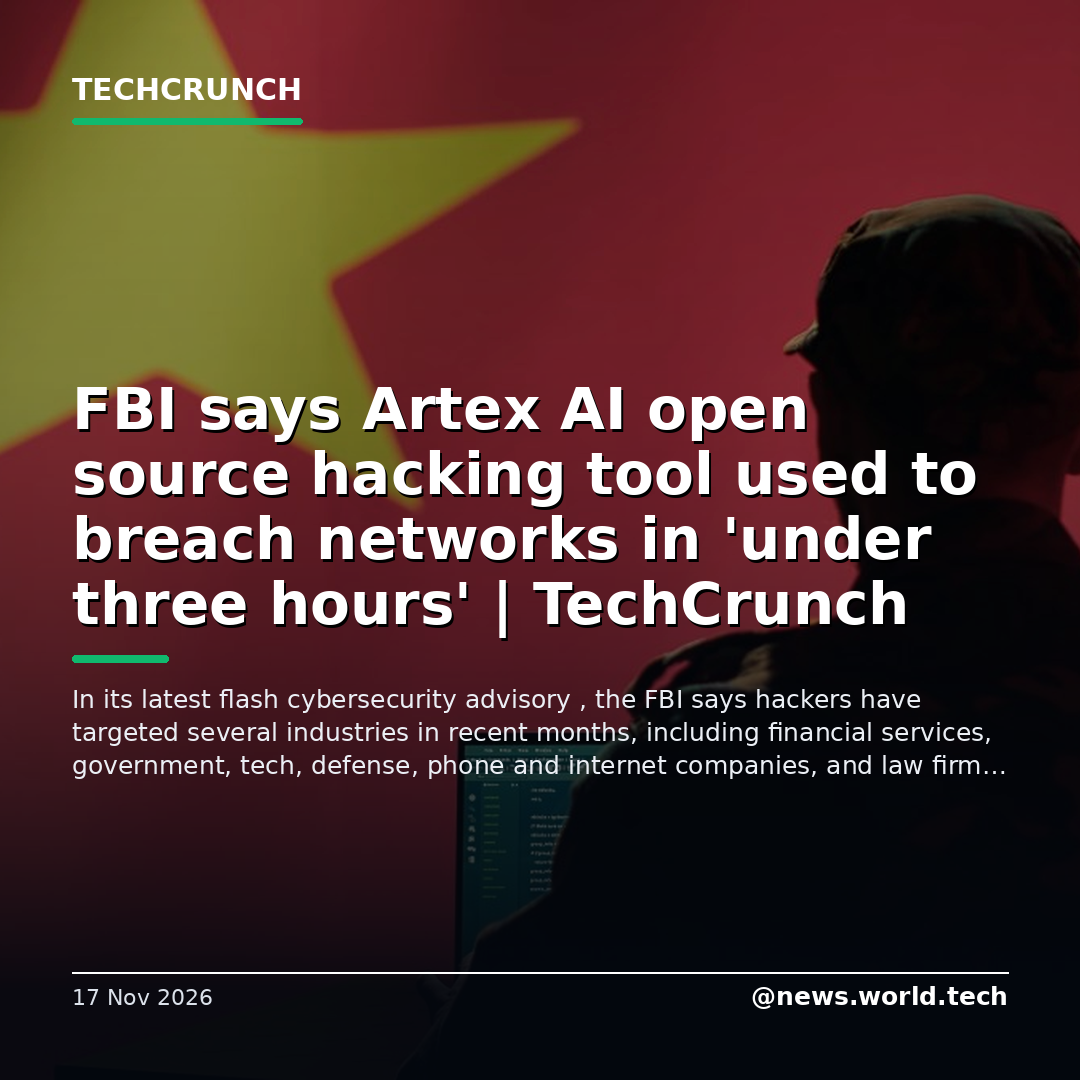 TECHCRUNCH
FBI says Artex AI open
source hacking tool used to
breach networks in 'under
three hours' | TechCrunch
In its latest flash cybersecurity advisory , the FBI says hackers have
targeted several industries in recent months, including financial services,
government, tech, defense, phone and internet companies, and law firm…
17 Nov 2026
@news.world.tech